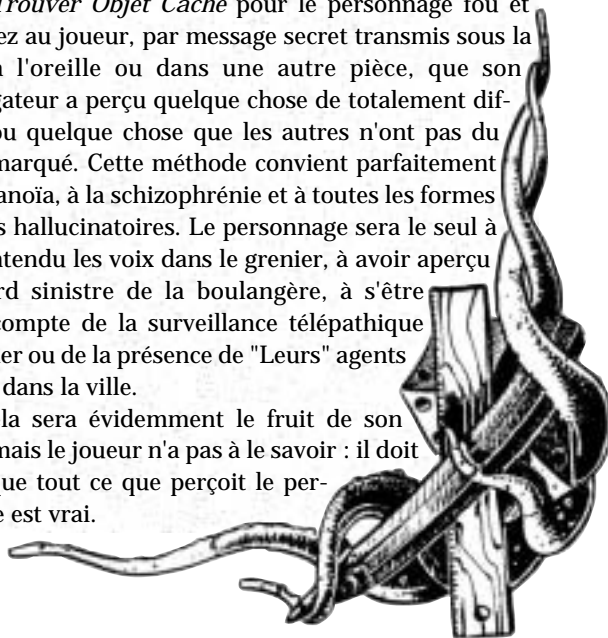 Trouver Objet Caché pour le personnage fou et
ez au joueur, par message secret transmis sous la
à l'oreille ou dans une autre pièce, que son
gateur a perçu quelque chose de totalement dif-
ou quelque chose que les autres n'ont pas du
marqué. Cette méthode convient parfaitement
anoïa, à la schizophrénie et à toutes les formes
s hallucinatoires. Le personnage sera le seul à
ntendu les voix dans le grenier, à avoir aperçu
rd sinistre de la boulangère, à s'être
compte de la surveillance télépathique
er ou de la présence de "Leurs" agents
dans la ville.
la sera évidemment le fruit de son
mais le joueur n'a pas à le savoir : il doit
que tout ce que perçoit le per-
e est vrai.